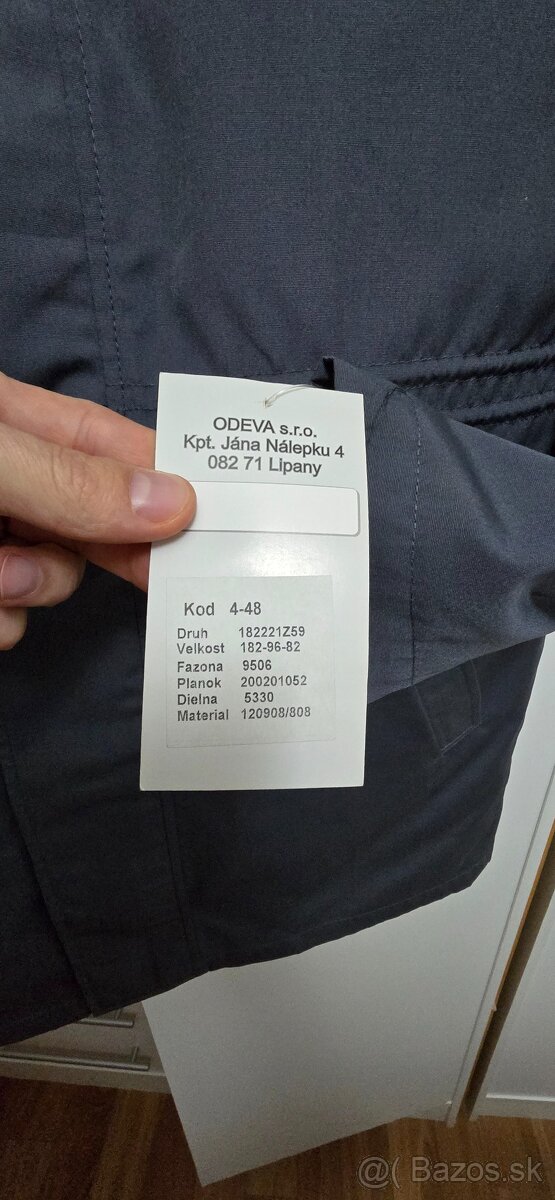 ODEVA s.r.o.
Kpt. Jána Nálepku 4
082 71 LIpany
Kod 4-48
Druh 182221Z59
Velkost 182-96-82
Fazona 9506
Planok 200201052
Dielna 5330
Material 120908/808
@( Bazos.sk